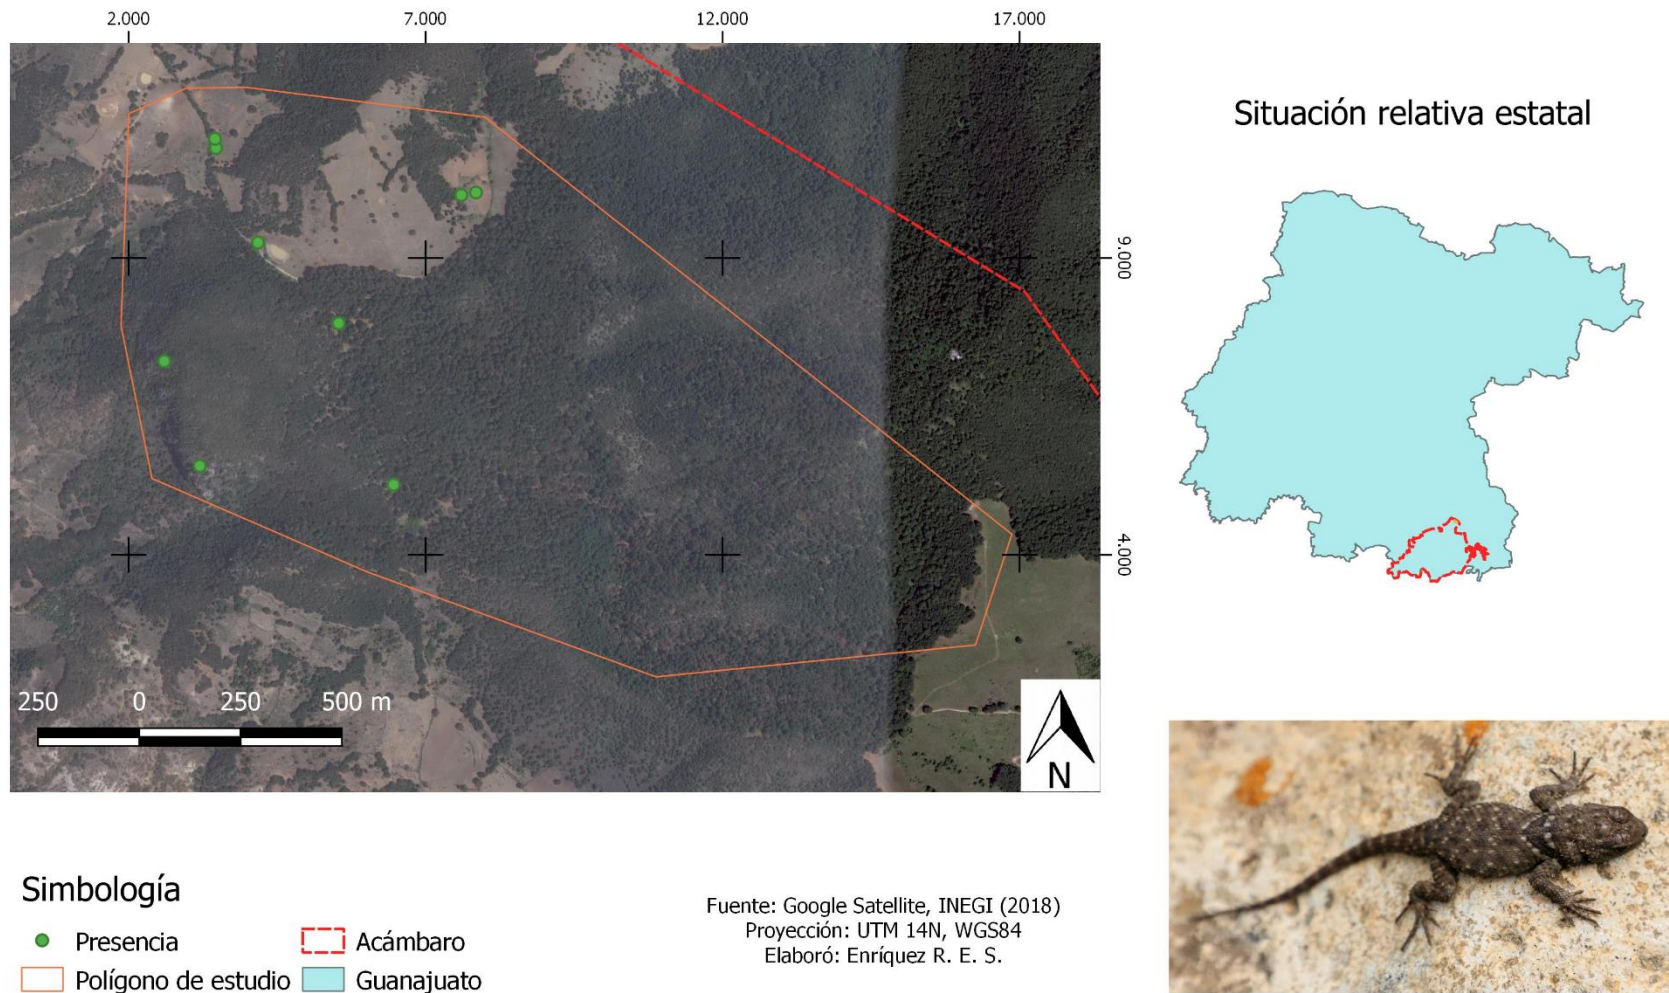 2.000 7.000 12.000 17.000
Situación relativa estatal
9.000
4.000
250 0 250 500 m
N
Simbología
Presencia
Acámbaro
Polígono de estudio
Guanajuato
Fuente: Google Satellite, INEGI (2018)
Proyección: UTM 14N, WGS84
Elaboró: Enríquez R. E. S.